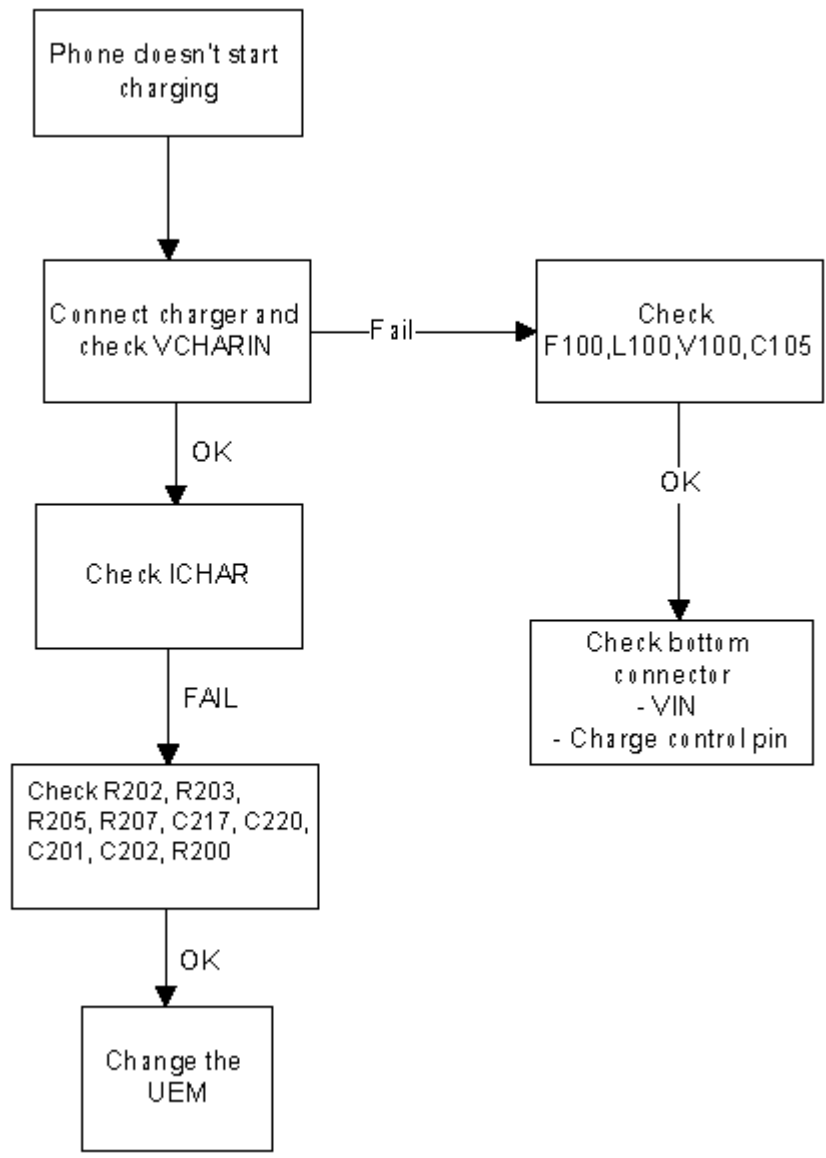 Phone doesn't start
charging
Connect charger and
check VCHARIN
Fail
Check
F100,L100,V100,C105
OK
OK
Check ICHAR
Check bottom
connector
- VIN
- Charge control pin
FAIL
Check R202, R203,
R205, R207, C217, C220,
C201, C202, R200
OK
Change the
UEM